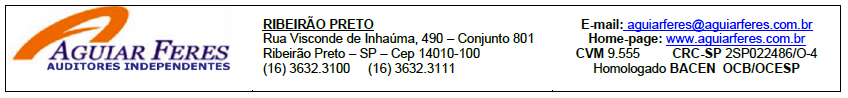 AGUIAR FERES
AUDITORES INDEPENDENTES
RIBEIRÃO PRETO
Rua Visconde de Inhaúma, 490 – Conjunto 801
Ribeirão Preto – SP – Cep 14010-100
(16) 3632.3100 (16) 3632.3111
E-mail: aguiarferes@aguiarferes.com.br
Home-page: www.aguiarferes.com.br
CVM 9.555 CRC-SP 2SP022486/O-4
Homologado BACEN OCB/OCESP